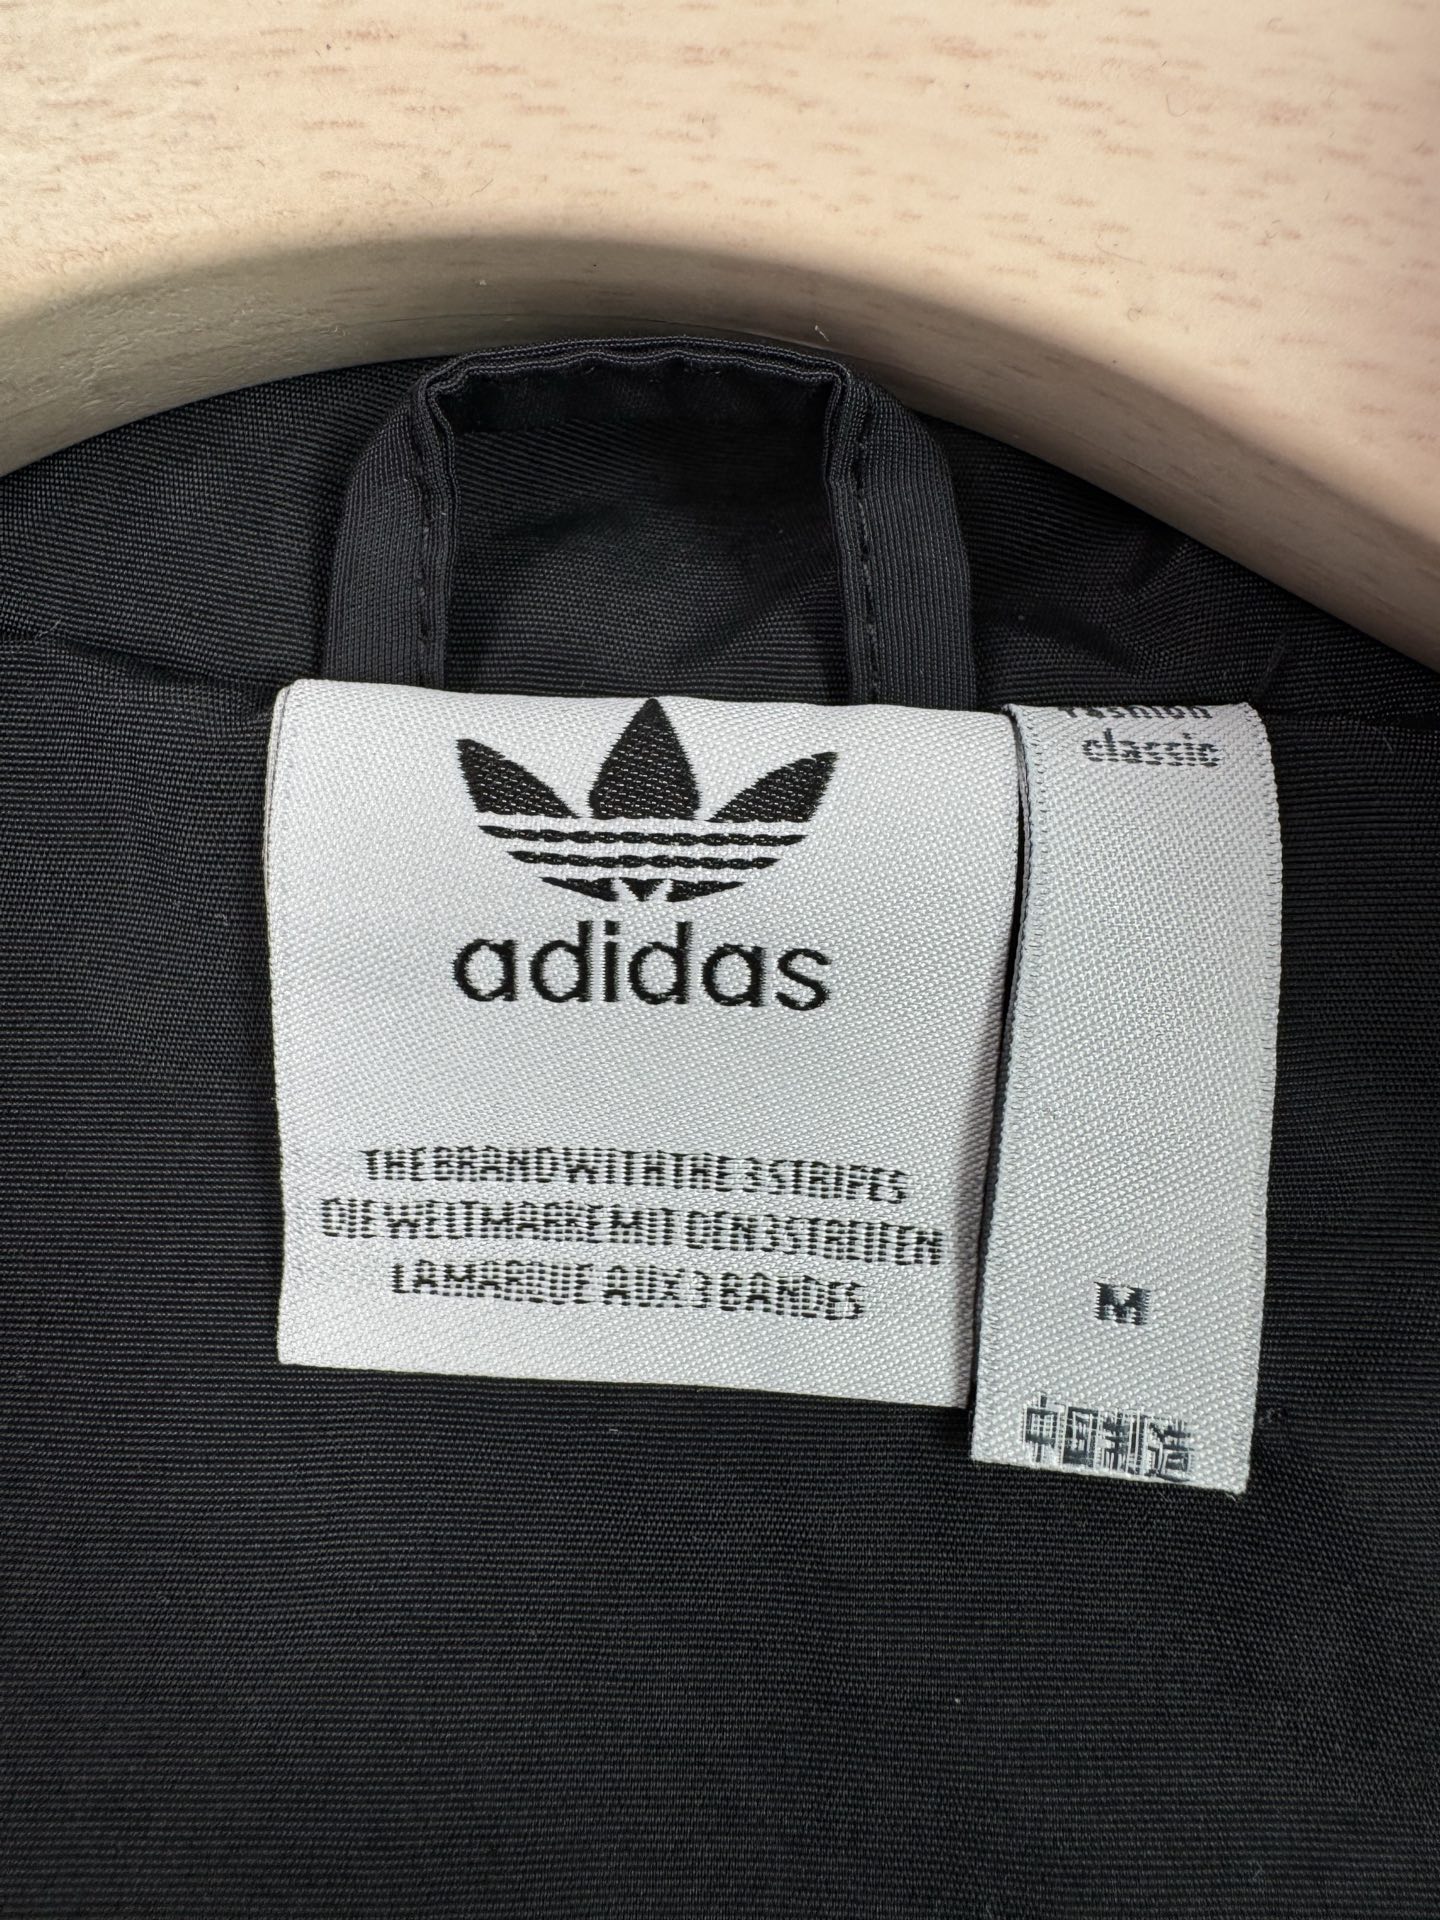 adidas
THE BRAND WITH THE 3 STRIPES
DIE WELTMARKE MIT DEN 3 STREIFEN
LA MARQUE AUX 3 BANDES
fashion
classic
M
中国制造